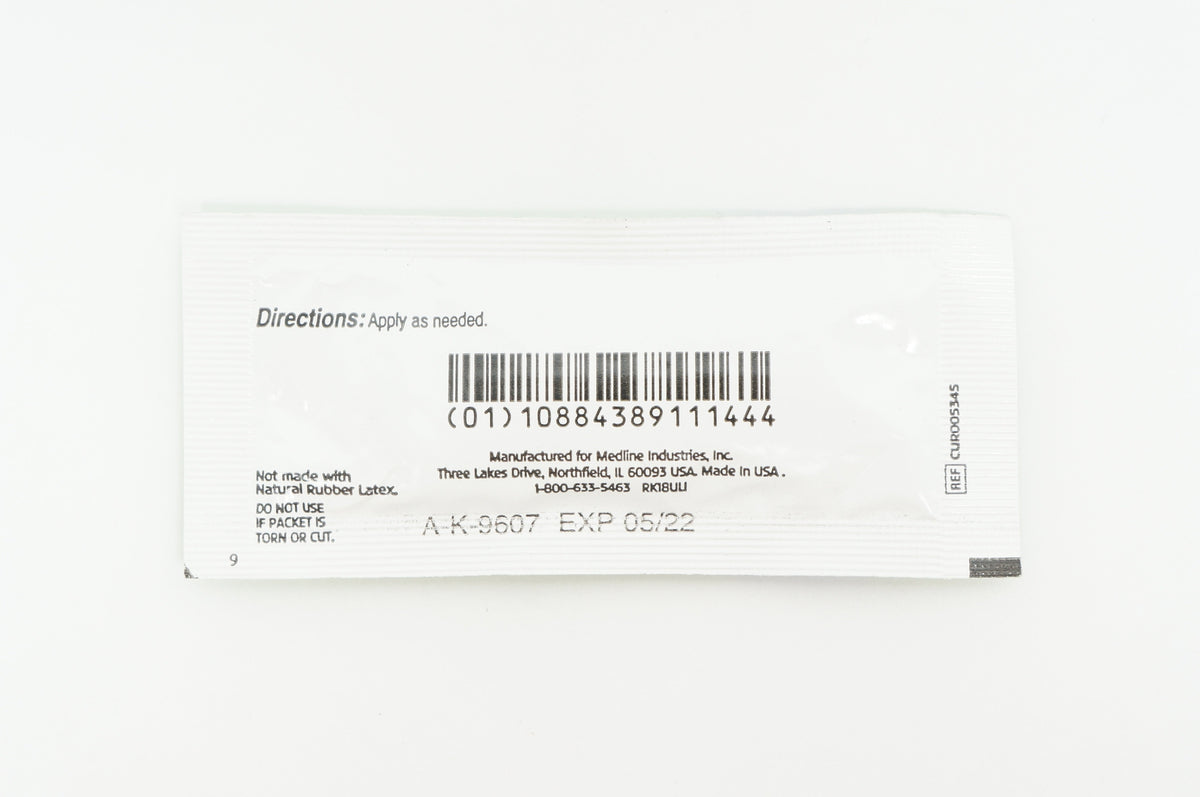 Directions: Apply as needed.
(01)10884389111444
Manufactured for Medline Industries, Inc.
Three Lakes Drive, Northfield, IL 60093 USA. Made in USA.
1-800-633-5463 RK18ULI
Not made with
Natural Rubber Latex.
DO NOT USE
IF PACKET IS
TORN OR CUT.
A-K-9607 EXP 05/22
9
REF CUR005345